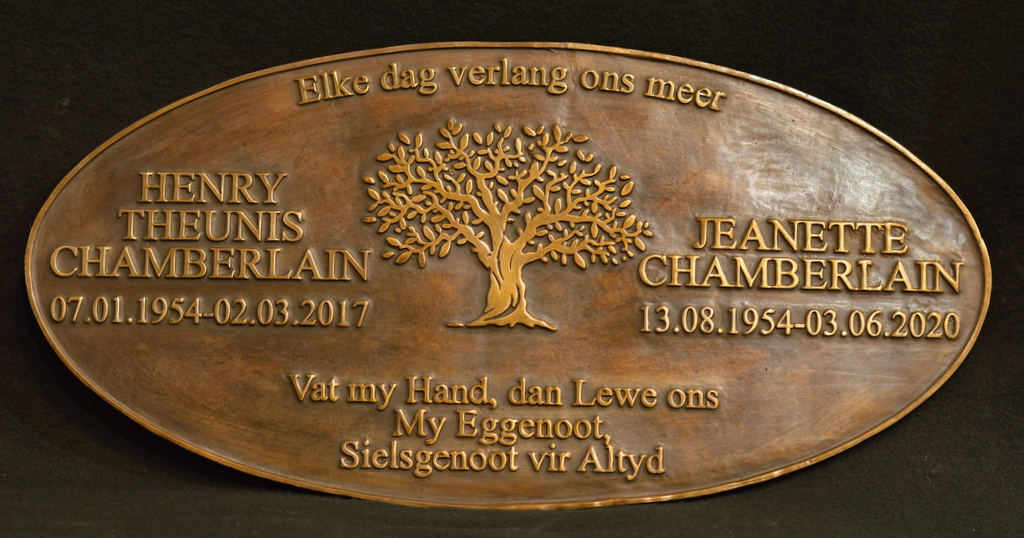 Elke dag verlang ons meer
HENRY
THEUNIS
CHAMBERLAIN
07.01.1954-02.03.2017
JEANETTE
CHAMBERLAIN
13.08.1954-03.06.2020
Vat my Hand, dan Lewe ons
My Eggenoot,
Sielsgenoot vir Altyd